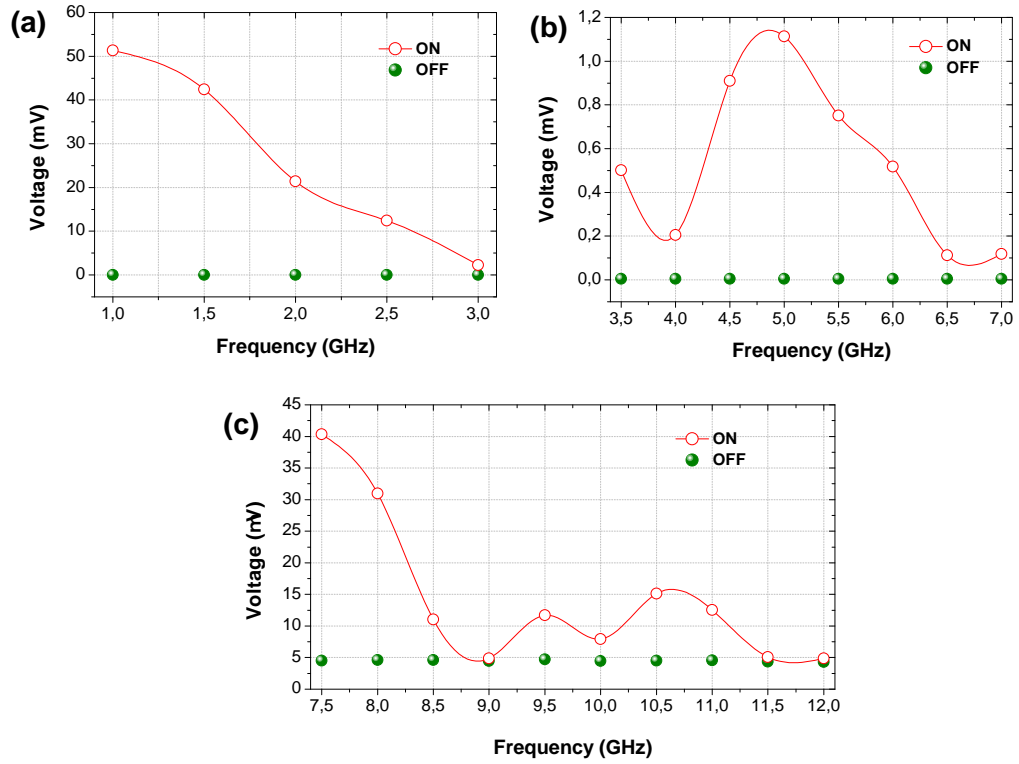 (a)
60
50
40
30
20
10
0
Voltage (mV)
ON
OFF
1,0 1,5 2,0 2,5 3,0
Frequency (GHz)
(b)
1,2
1,0
0,8
0,6
0,4
0,2
0,0
Voltage (mV)
ON
OFF
3,5 4,0 4,5 5,0 5,5 6,0 6,5 7,0
Frequency (GHz)
(c)
45
40
35
30
25
20
15
10
5
0
Voltage (mV)
ON
OFF
7,5 8,0 8,5 9,0 9,5 10,0 10,5 11,0 11,5 12,0
Frequency (GHz)